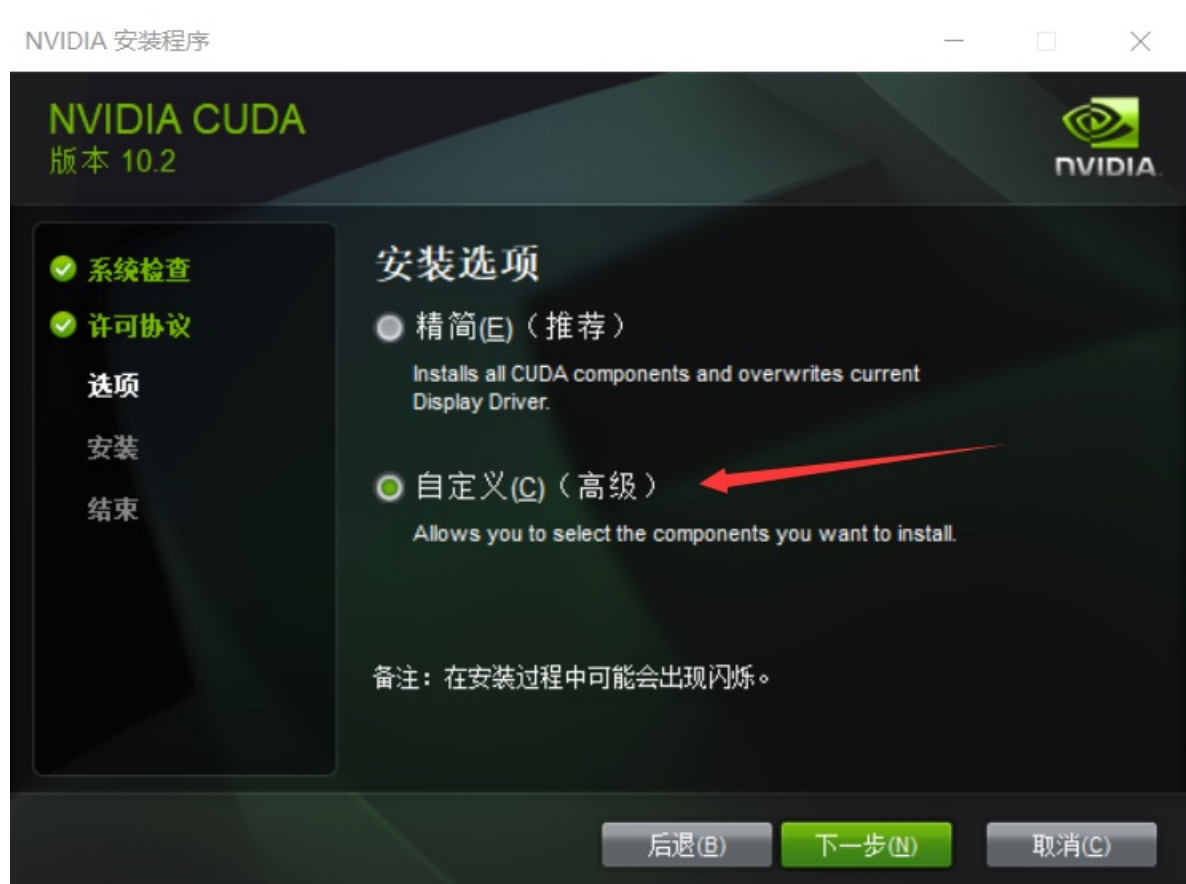 NVIDIA 安装程序
NVIDIA CUDA
版本 10.2
NVIDIA.
系统检查
许可协议
选项
安装
结束
安装选项
精简(E)（推荐）
Installs all CUDA components and overwrites current
Display Driver.
自定义(C)（高级）
Allows you to select the components you want to install.
备注：在安装过程中可能会出现闪烁。
后退(B)
下一步(N)
取消(C)